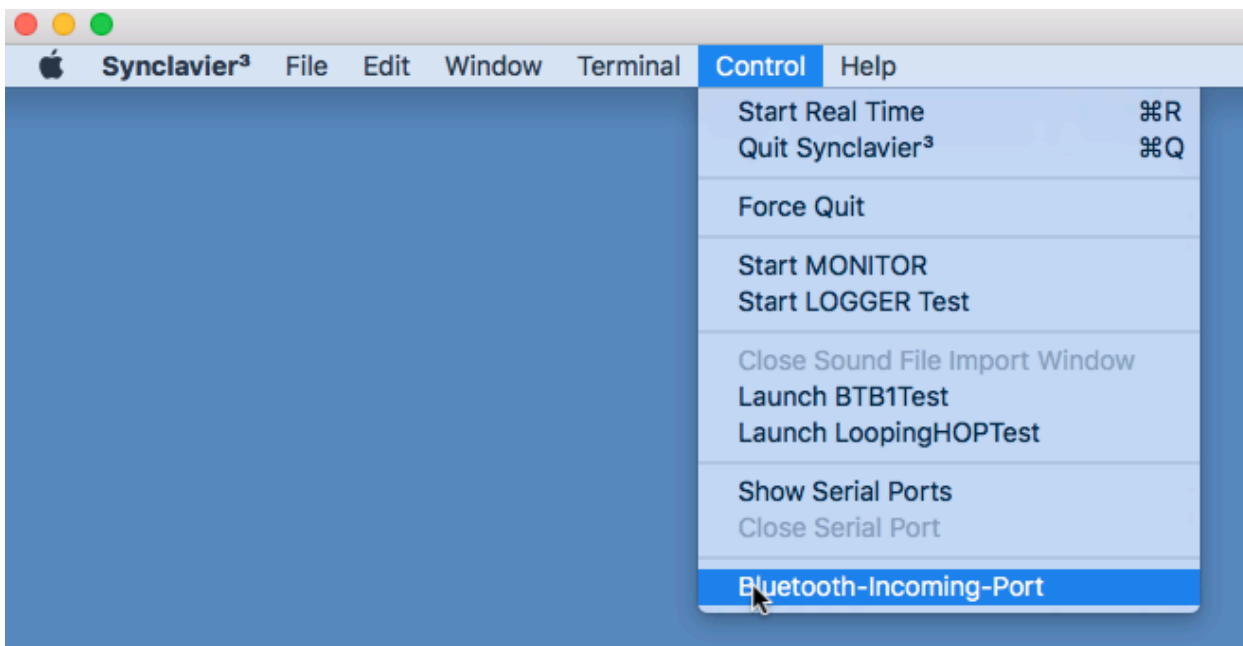 Synclavier³ File Edit Window Terminal Control Help
Start Real Time ⌘R
Quit Synclavier³ ⌘Q
Force Quit
Start MONITOR
Start LOGGER Test
Close Sound File Import Window
Launch BTB1Test
Launch LoopingHOPTest
Show Serial Ports
Close Serial Port
Bluetooth-Incoming-Port